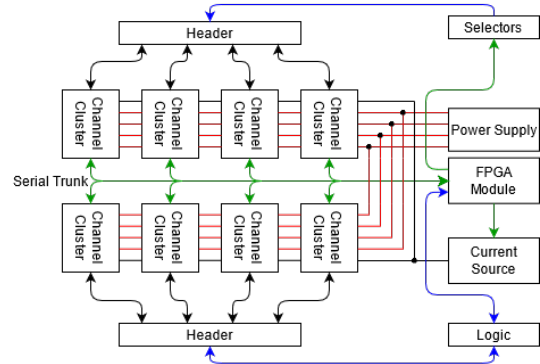 Header
Selectors
Channel
Cluster
Channel
Cluster
Channel
Cluster
Channel
Cluster
Power Supply
Serial Trunk
FPGA
Module
Channel
Cluster
Channel
Cluster
Channel
Cluster
Channel
Cluster
Current
Source
Header
Logic